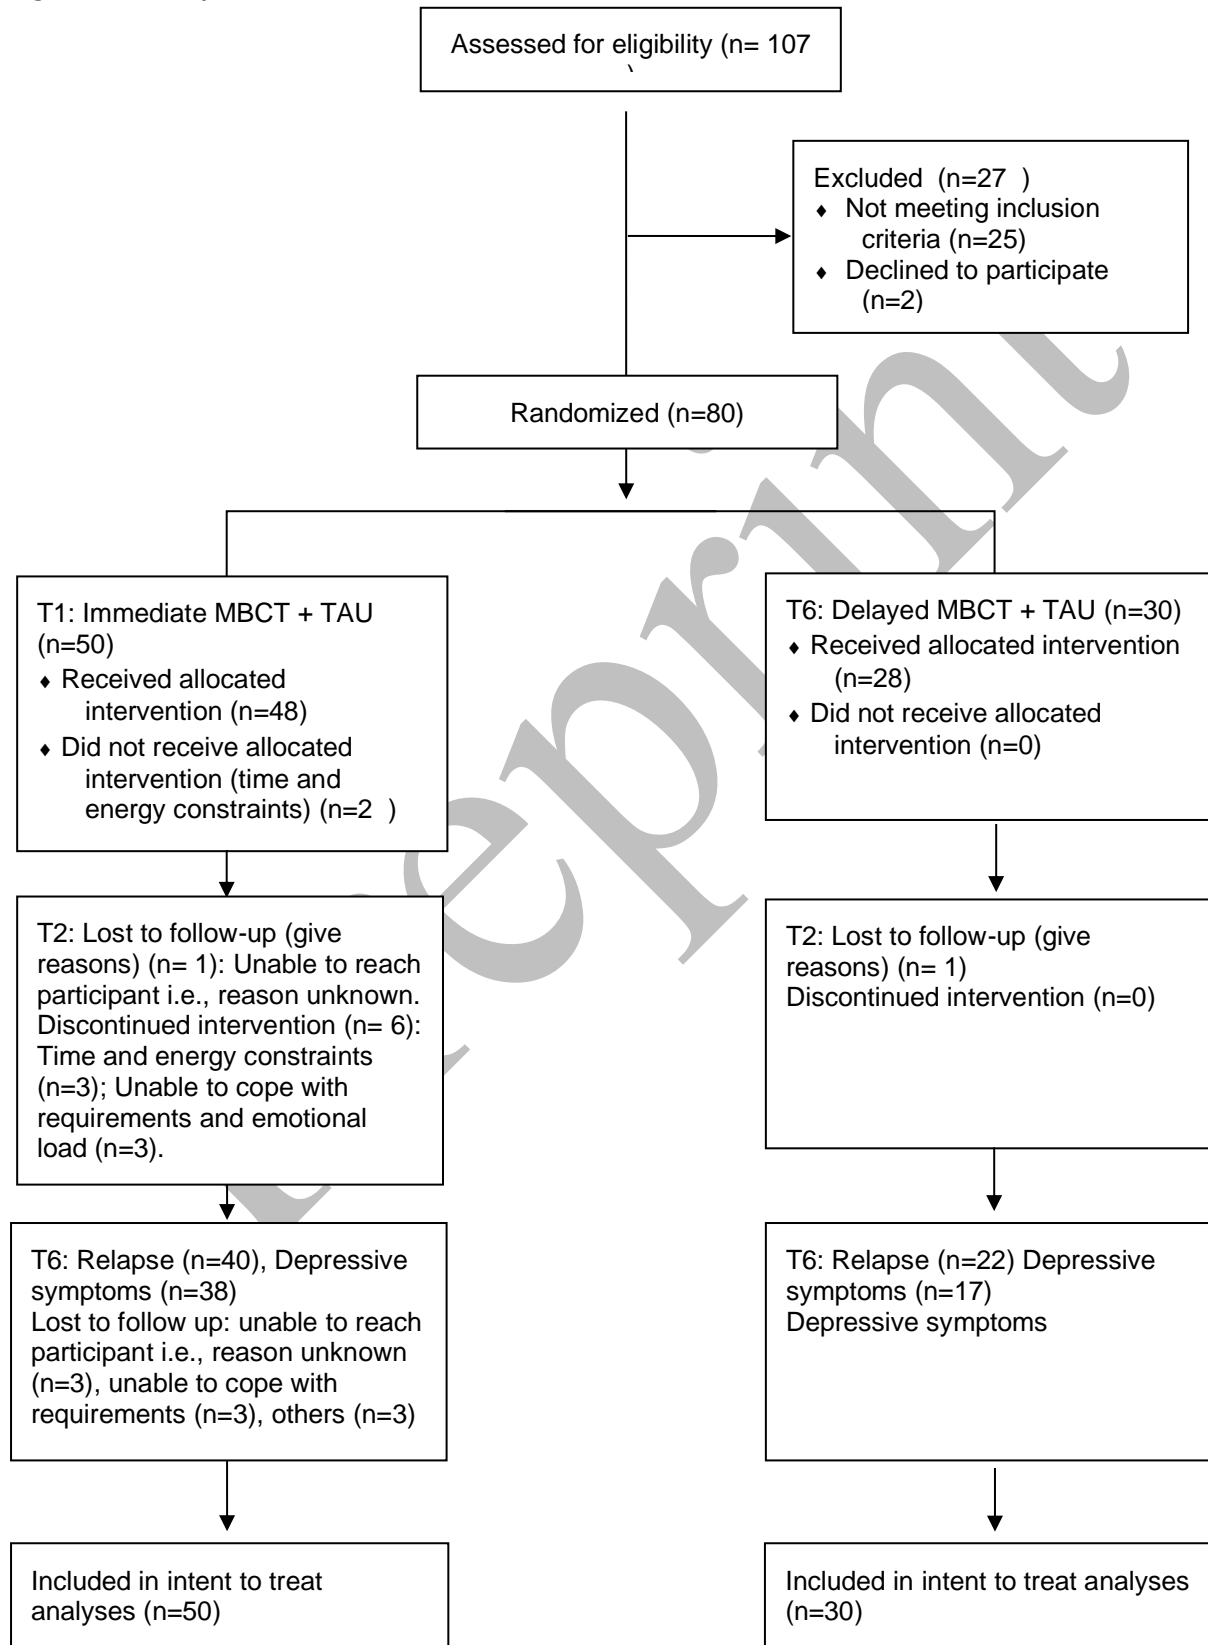 Assessed for eligibility (n= 107
)
Excluded  (n=27  )
♦ Not meeting inclusion
criteria (n=25)
♦ Declined to participate
(n=2)
Randomized (n=80)
T1: Immediate MBCT + TAU
(n=50)
♦ Received allocated
intervention (n=48)
♦ Did not receive allocated
intervention (time and
energy constraints) (n=2  )
T6: Delayed MBCT + TAU (n=30)
♦ Received allocated intervention
(n=28)
♦ Did not receive allocated
intervention (n=0)
T2: Lost to follow-up (give
reasons) (n= 1): Unable to reach
participant i.e., reason unknown.
Discontinued intervention (n= 6):
Time and energy constraints
(n=3); Unable to cope with
requirements and emotional
load (n=3).
T2: Lost to follow-up (give
reasons) (n= 1)
Discontinued intervention (n=0)
T6: Relapse (n=40), Depressive
symptoms (n=38)
Lost to follow up: unable to reach
participant i.e., reason unknown
(n=3), unable to cope with
requirements (n=3), others (n=3)
T6: Relapse (n=22) Depressive
symptoms (n=17)
Depressive symptoms
Included in intent to treat
analyses (n=50)
Included in intent to treat analyses
(n=30)